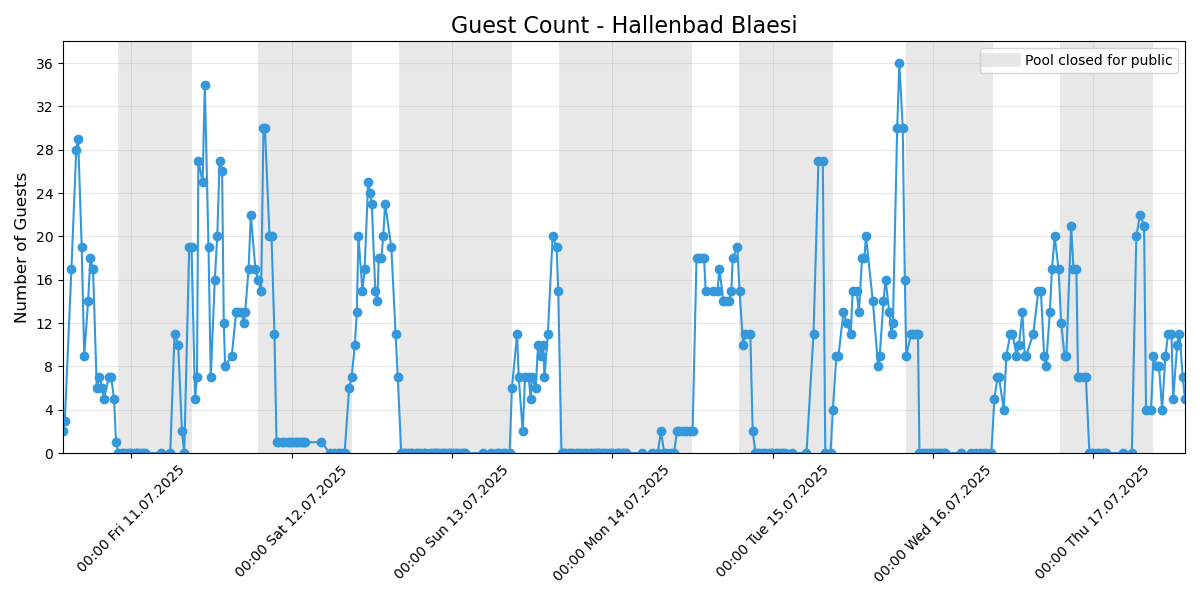 Guest Count - Hallenbad Blaesi
Pool closed for public
Number of Guests
36
32
28
24
20
16
12
8
4
0
00:00 Fri 11.07.2025
00:00 Sat 12.07.2025
00:00 Sun 13.07.2025
00:00 Mon 14.07.2025
00:00 Tue 15.07.2025
00:00 Wed 16.07.2025
00:00 Thu 17.07.2025